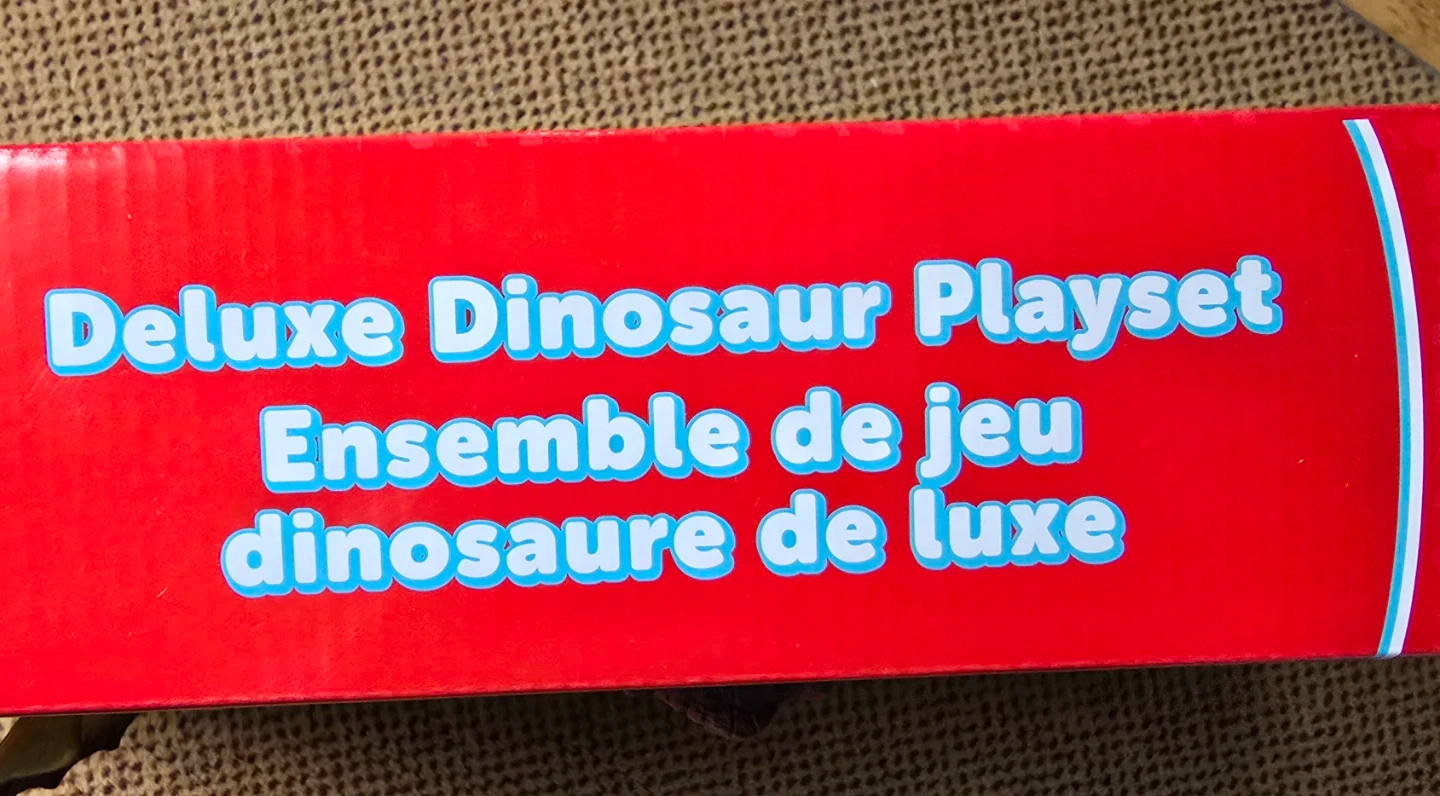 Deluxe Dinosaur Playset
Ensemble de jeu
dinosaure de luxe